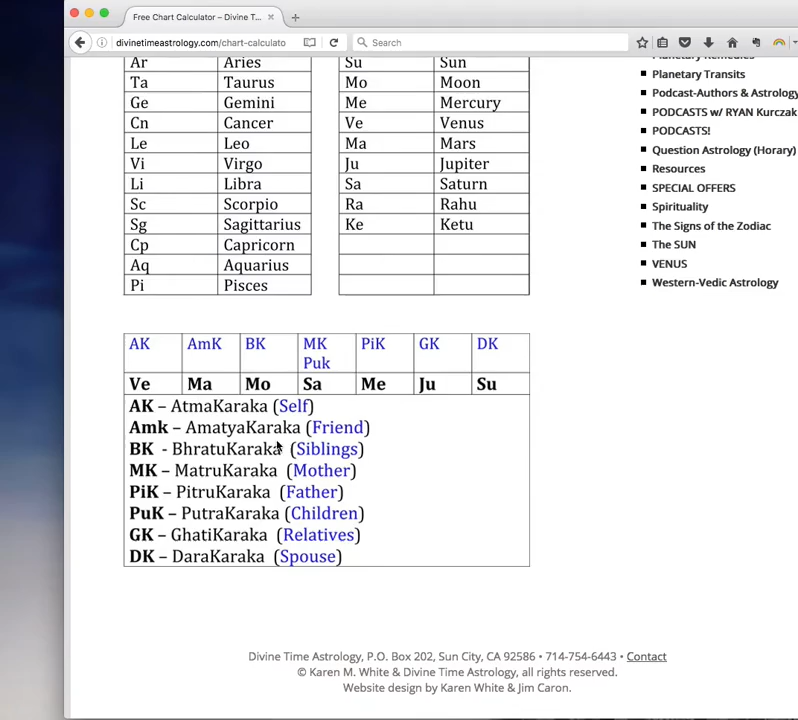 Free Chart Calculator – Divine T...
divinetimeastrology.com/chart-calculato
Search
Ar Aries Su Sun
Ta Taurus Mo Moon
Ge Gemini Me Mercury
Cn Cancer Ve Venus
Le Leo Ma Mars
Vi Virgo Ju Jupiter
Li Libra Sa Saturn
Sc Scorpio Ra Rahu
Sg Sagittarius Ke Ketu
Cp Capricorn
Aq Aquarius
Pi Pisces
Planetary Remedies
Planetary Transits
Podcast-Authors & Astrology
PODCASTS w/ RYAN Kurczak
PODCASTS!
Question Astrology (Horary)
Resources
SPECIAL OFFERS
Spirituality
The Signs of the Zodiac
The SUN
VENUS
Western-Vedic Astrology
AK AmK BK MK PiK GK DK
Puk
Ve Ma Mo Sa Me Ju Su
AK – AtmaKaraka (Self)
Amk – AmatyaKaraka (Friend)
BK - BhratuKaraka (Siblings)
MK – MatruKaraka (Mother)
PiK – PitruKaraka (Father)
PuK – PutraKaraka (Children)
GK – GhatiKaraka (Relatives)
DK – DaraKaraka (Spouse)
Divine Time Astrology, P.O. Box 202, Sun City, CA 92586 • 714-754-6443 • Contact
© Karen M. White & Divine Time Astrology, all rights reserved.
Website design by Karen White & Jim Caron.